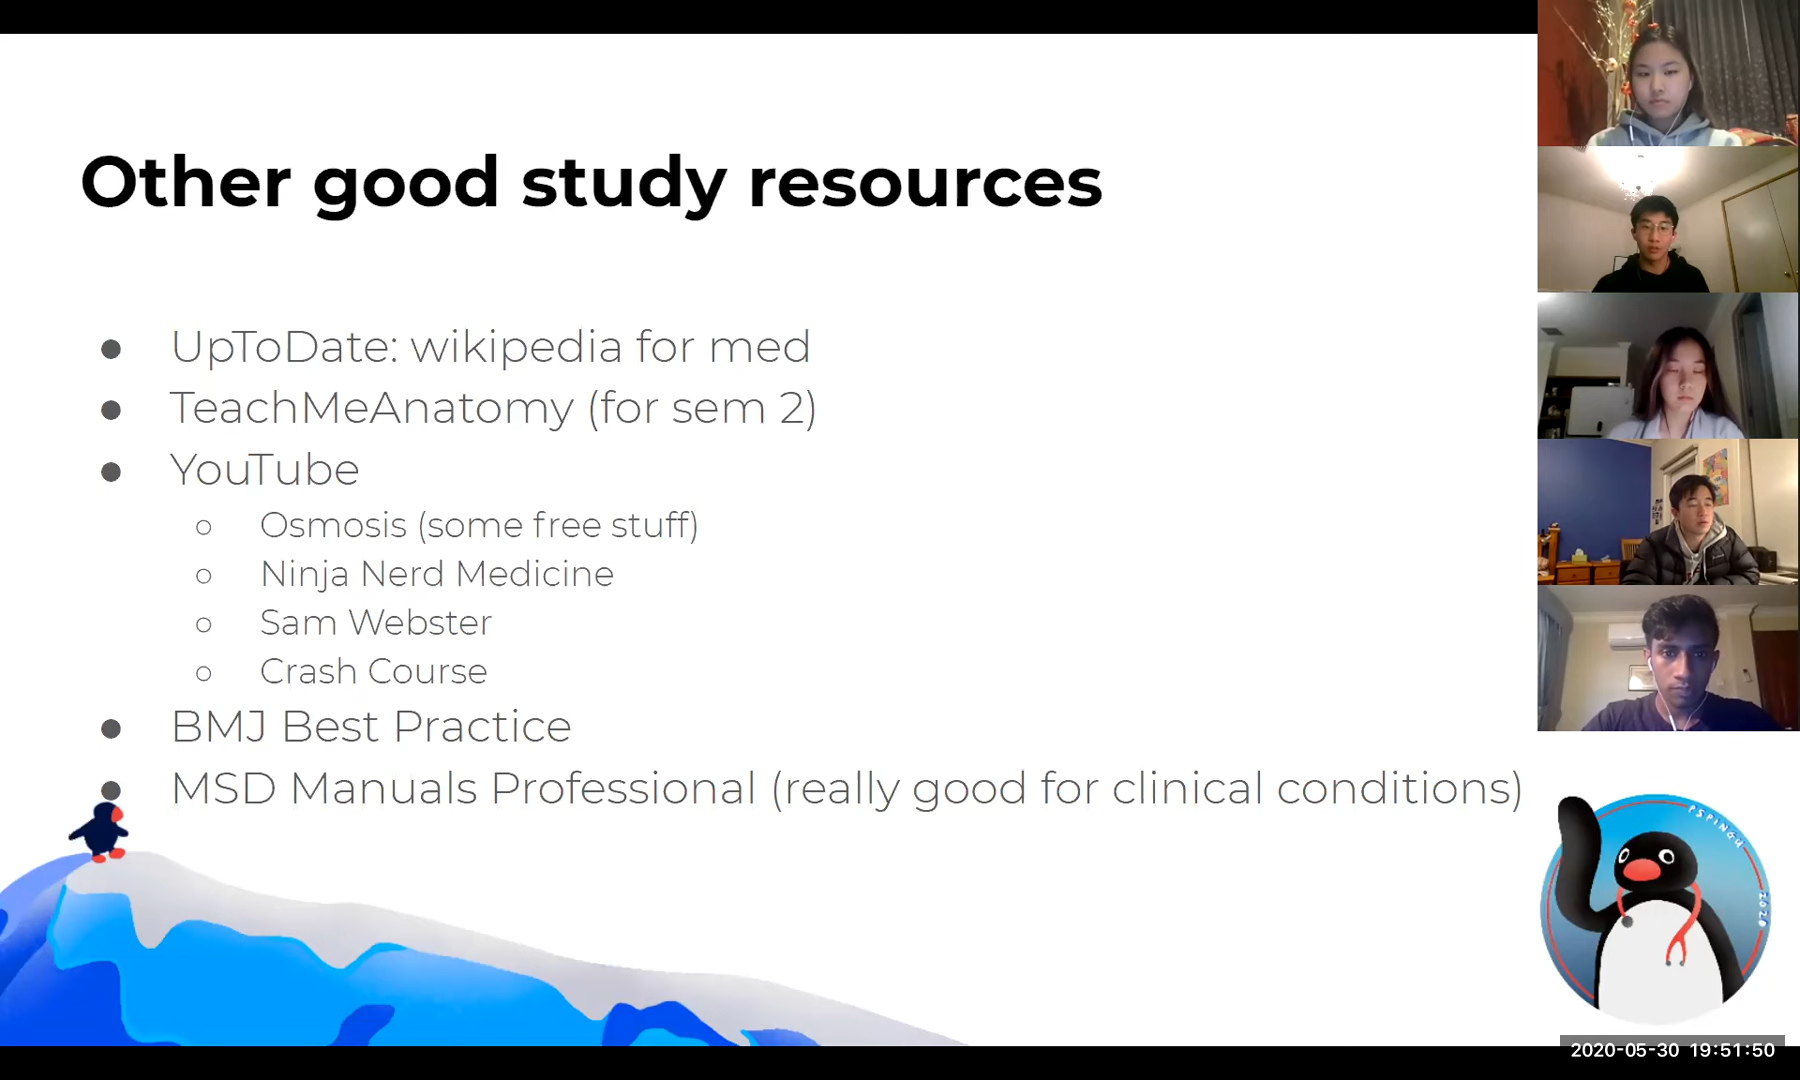 Other good study resources
● UpToDate: wikipedia for med
● TeachMeAnatomy (for sem 2)
● YouTube
○ Osmosis (some free stuff)
○ Ninja Nerd Medicine
○ Sam Webster
○ Crash Course
● BMJ Best Practice
● MSD Manuals Professional (really good for clinical conditions)
PSPINGU
2020
2020-05-30 19:51:50